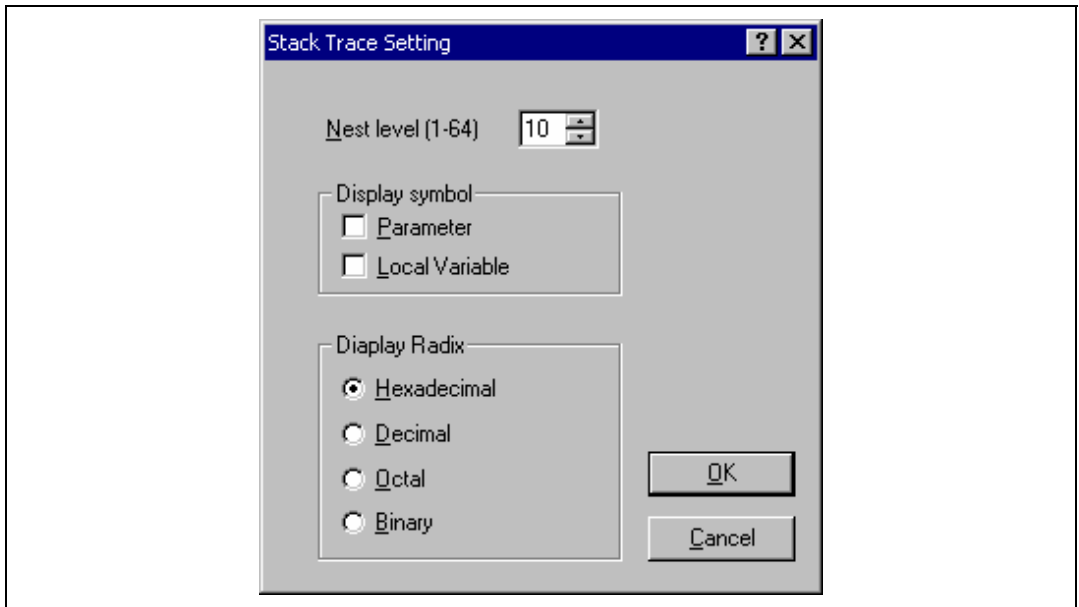 Stack Trace Setting
Nest level (1-64) 10
Display symbol
Parameter
Local Variable
Diaplay Radix
Hexadecimal
Decimal
Octal
Binary
OK
Cancel